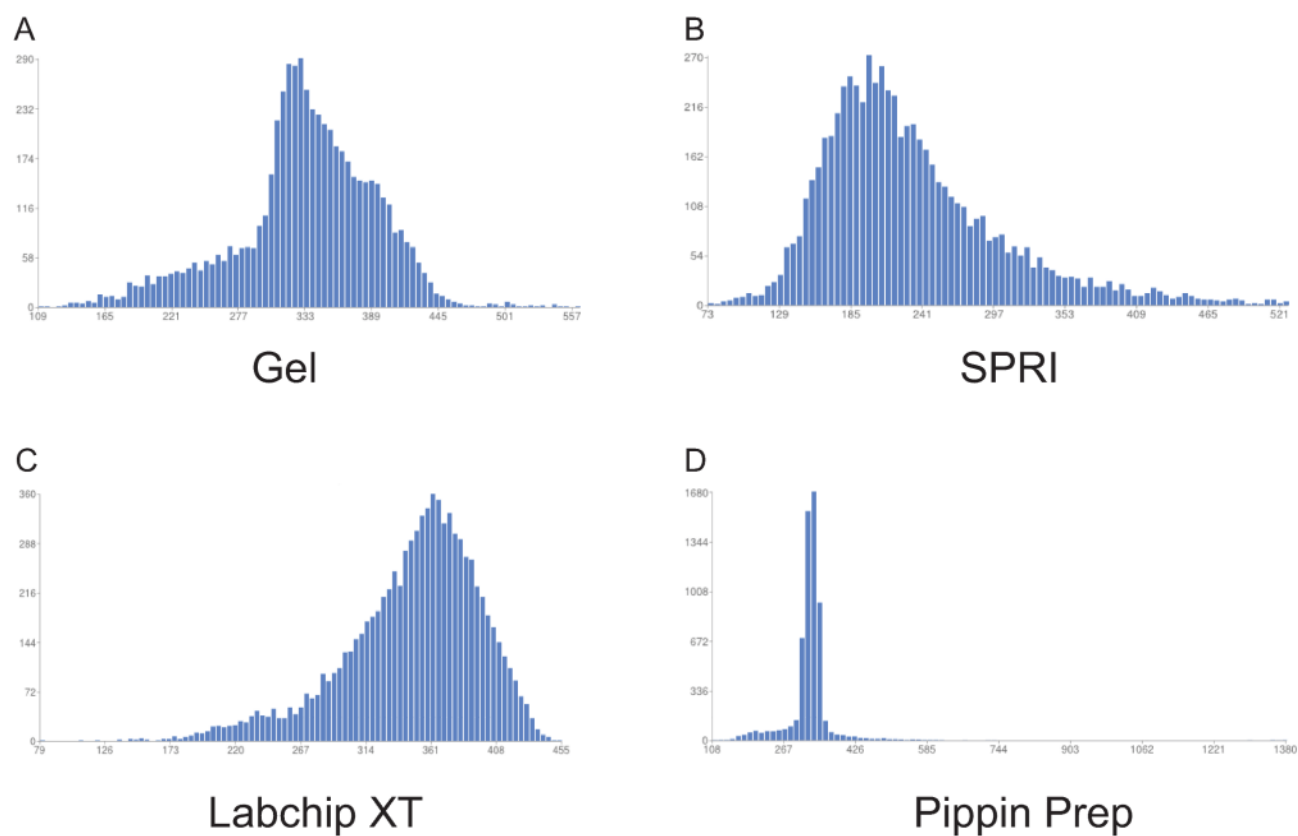 A
290
232
174
116
58
0
109 165 221 277 333 389 445 501 557
Gel
B
270
216
162
108
54
0
73 129 185 241 297 353 409 465 521
SPRI
C
360
288
216
144
72
0
79 126 173 220 267 314 361 408 455
Labchip XT
D
1680
1344
1008
672
336
0
108 267 426 585 744 903 1062 1221 1380
Pippin Prep